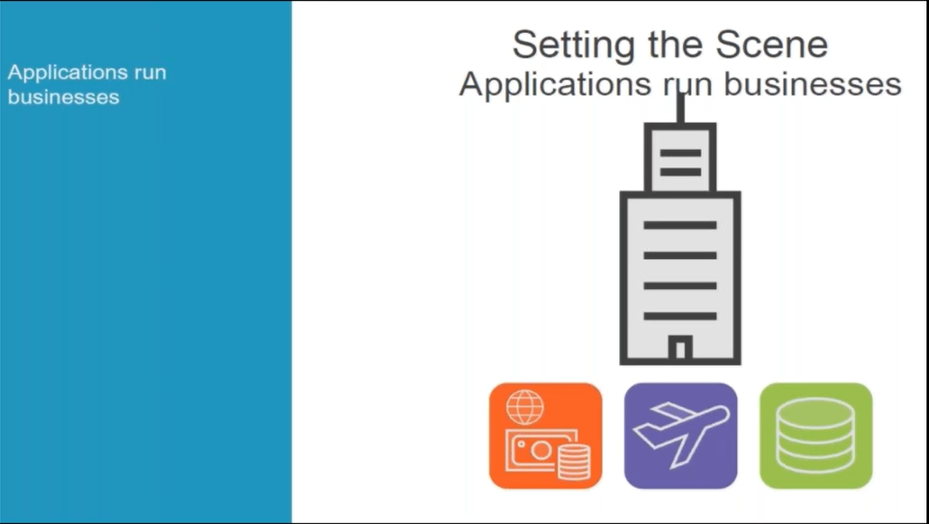 Applications run
businesses
Setting the Scene
Applications run businesses